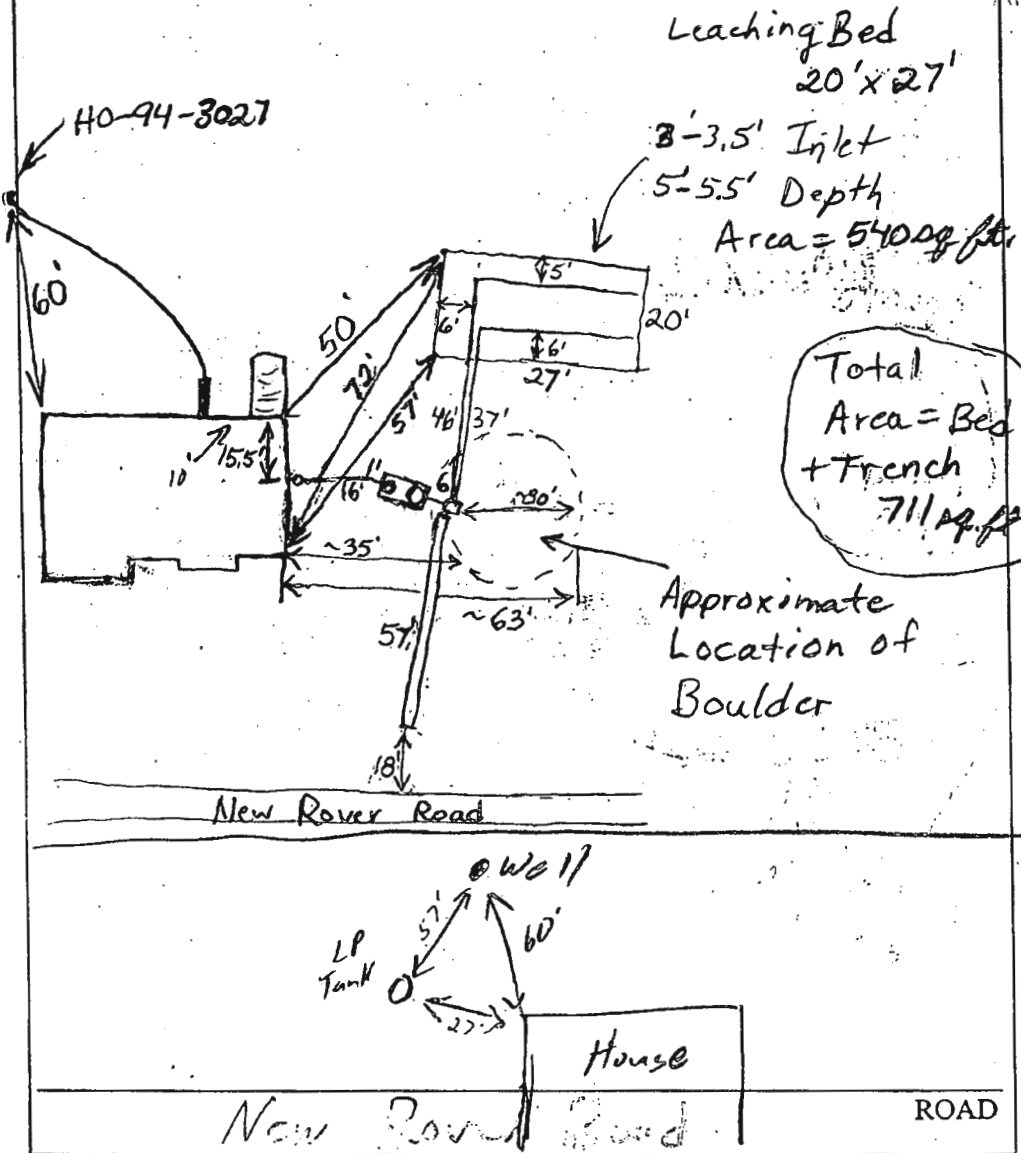 Leaching Bed
20' x 27'
HO-94-3027
3'-3.5' Inlet
5'-5.5' Depth
Area = 540 sq ft.
60'
50'
5'
6'
20'
72'
6'
27'
57'
46'
37'
Total
Area = Bed
+ Trench
711 sq. ft
10'
15.5'
1'
16'
6'
~30'
~35'
~63'
57'
Approximate
Location of
Boulder
18'
New Rover Road
Well
57'
60'
LP
Tank
27'
House
New Rover Road
ROAD